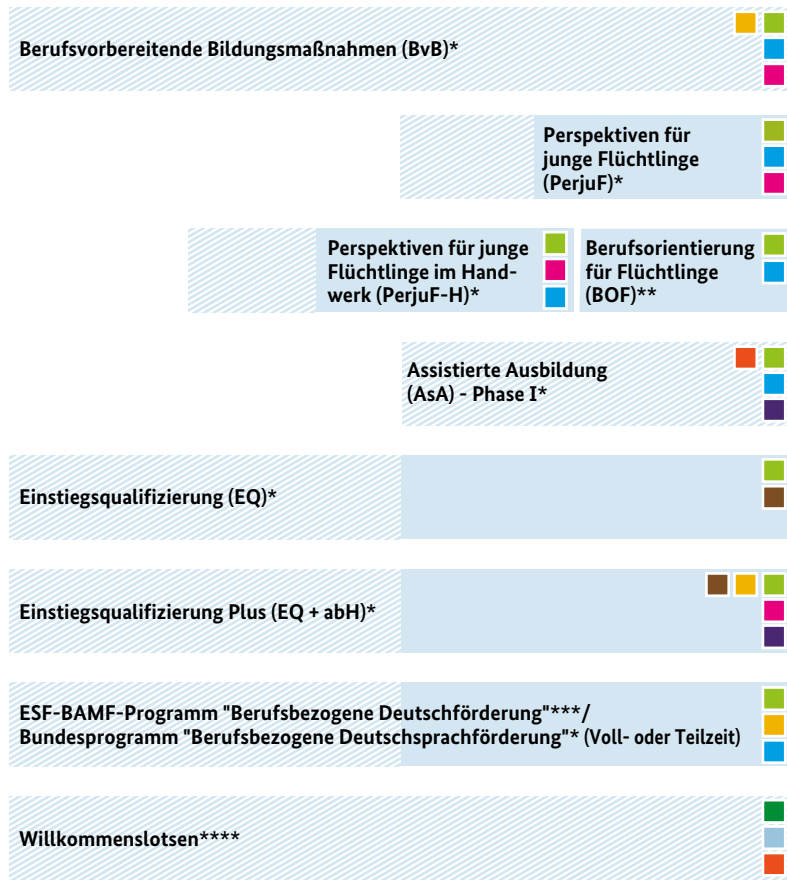 Berufsvorbereitende Bildungsmaßnahmen (BvB)*
Perspektiven für
junge Flüchtlinge
(PerjuF)*
Perspektiven für junge
Flüchtlinge im Hand-
werk (PerjuF-H)*
Berufsorientierung
für Flüchtlinge
(BOF)**
Assistierte Ausbildung
(AsA) - Phase I*
Einstiegsqualifizierung (EQ)*
Einstiegsqualifizierung Plus (EQ + abH)*
ESF-BAMF-Programm "Berufsbezogene Deutschförderung"***/
Bundesprogramm "Berufsbezogene Deutschsprachförderung"* (Voll- oder Teilzeit)
Willkommenslotsen****